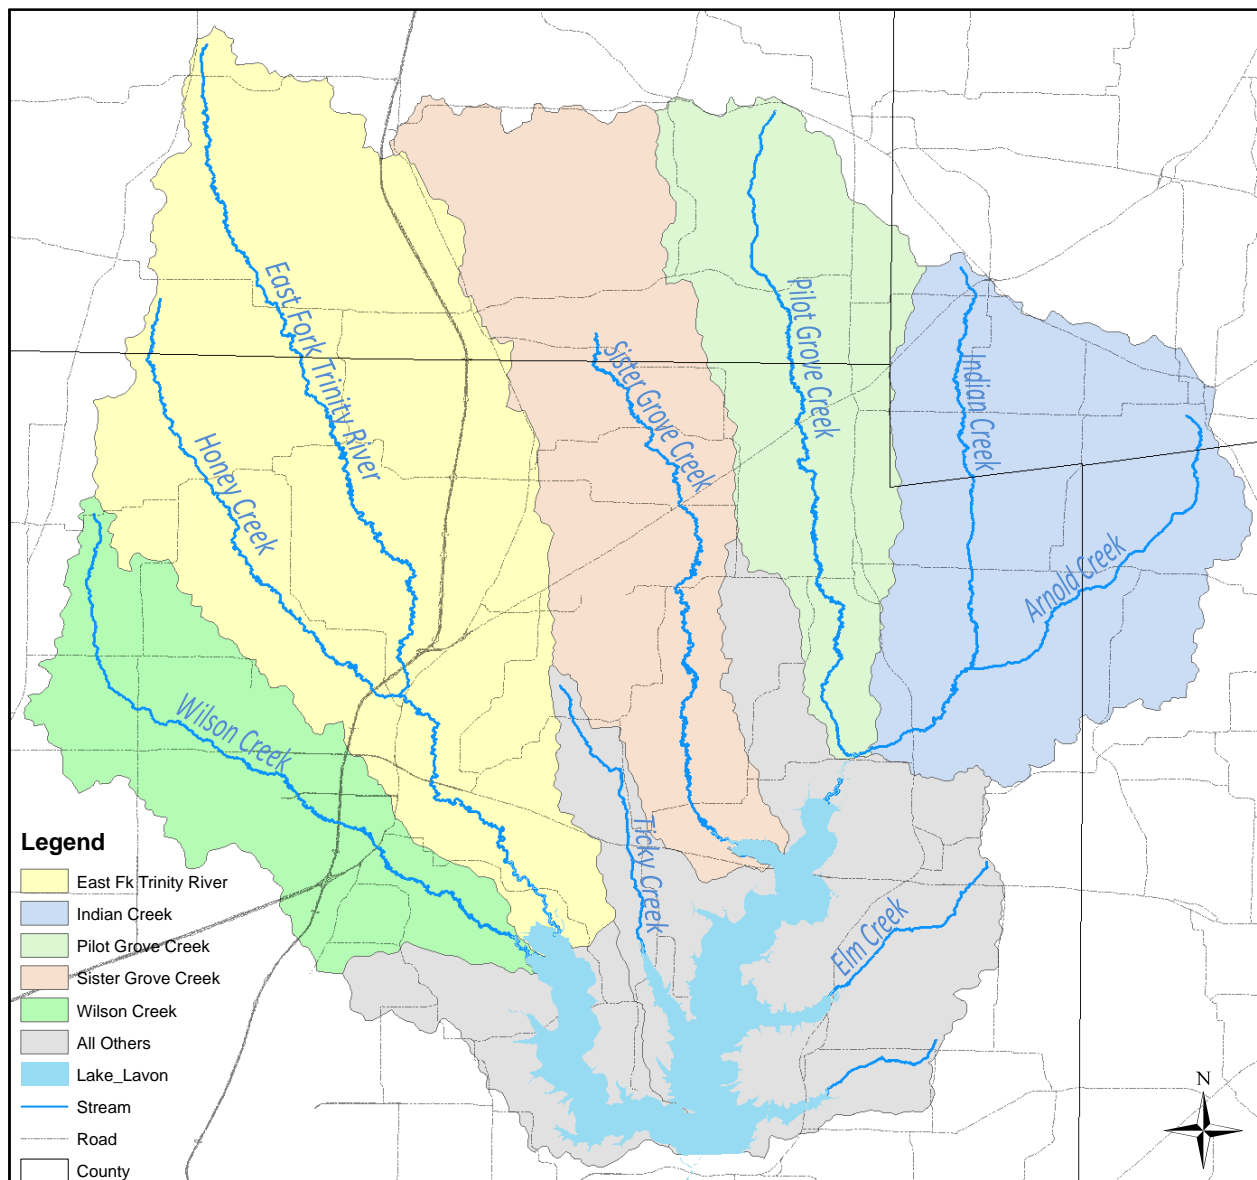 East Fork Trinity River
Pilot Grove Creek
Sister Grove Creek
Indian Creek
Honey Creek
Arnold Creek
Wilson Creek
Ticky Creek
Elm Creek
Legend
East Fk Trinity River
Indian Creek
Pilot Grove Creek
Sister Grove Creek
Wilson Creek
All Others
Lake_Lavon
Stream
Road
County
N